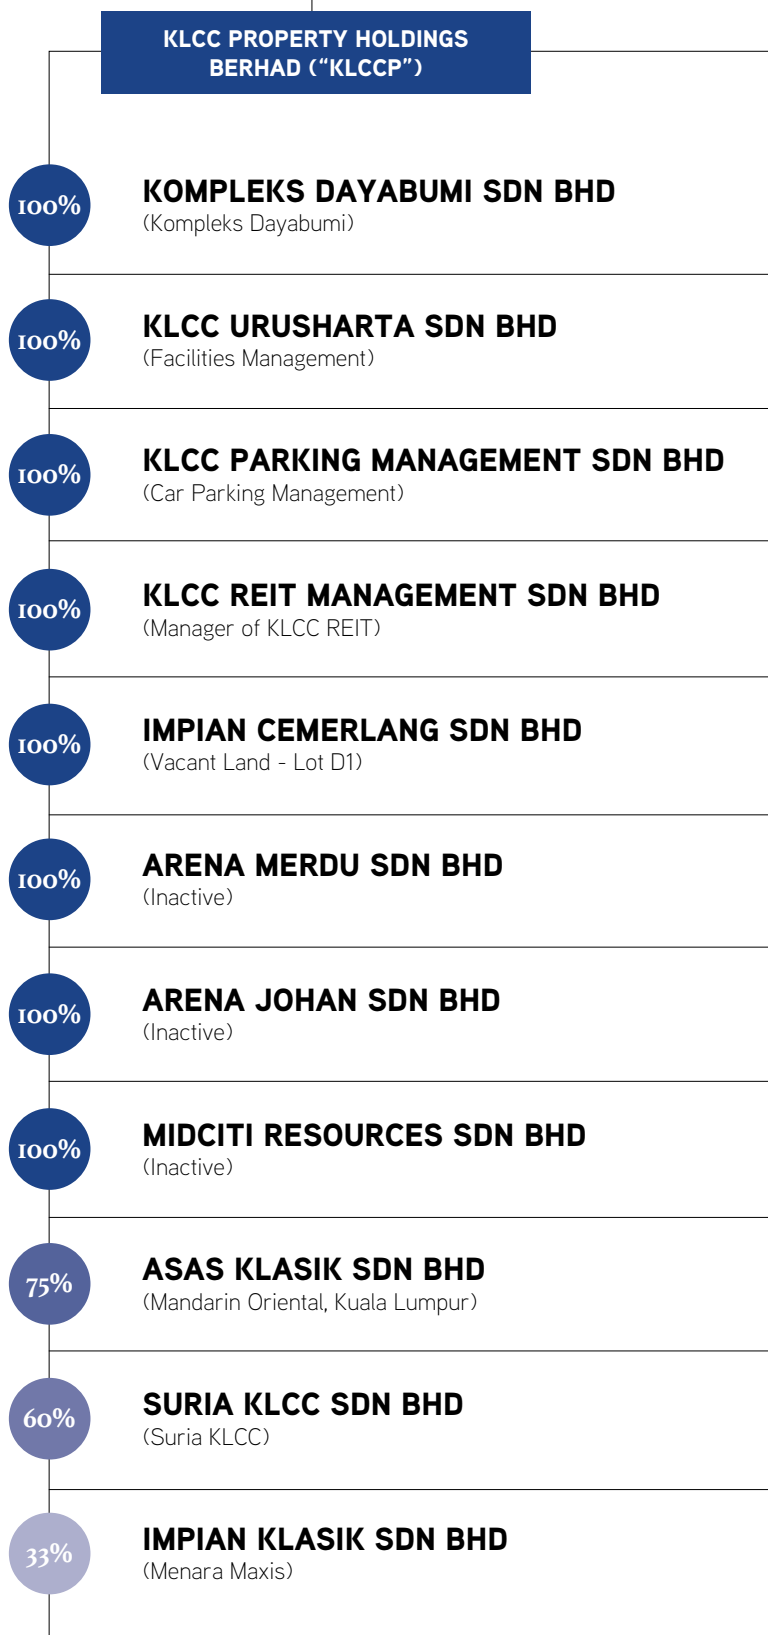 KLCC PROPERTY HOLDINGS
BERHAD (“KLCCP”)
100%
KOMPLEKS DAYABUMI SDN BHD
(Kompleks Dayabumi)
100%
KLCC URUSHARTA SDN BHD
(Facilities Management)
100%
KLCC PARKING MANAGEMENT SDN BHD
(Car Parking Management)
100%
KLCC REIT MANAGEMENT SDN BHD
(Manager of KLCC REIT)
100%
IMPIAN CEMERLANG SDN BHD
(Vacant Land - Lot D1)
100%
ARENA MERDU SDN BHD
(Inactive)
100%
ARENA JOHAN SDN BHD
(Inactive)
100%
MIDCITI RESOURCES SDN BHD
(Inactive)
75%
ASAS KLASIK SDN BHD
(Mandarin Oriental, Kuala Lumpur)
60%
SURIA KLCC SDN BHD
(Suria KLCC)
33%
IMPIAN KLASIK SDN BHD
(Menara Maxis)